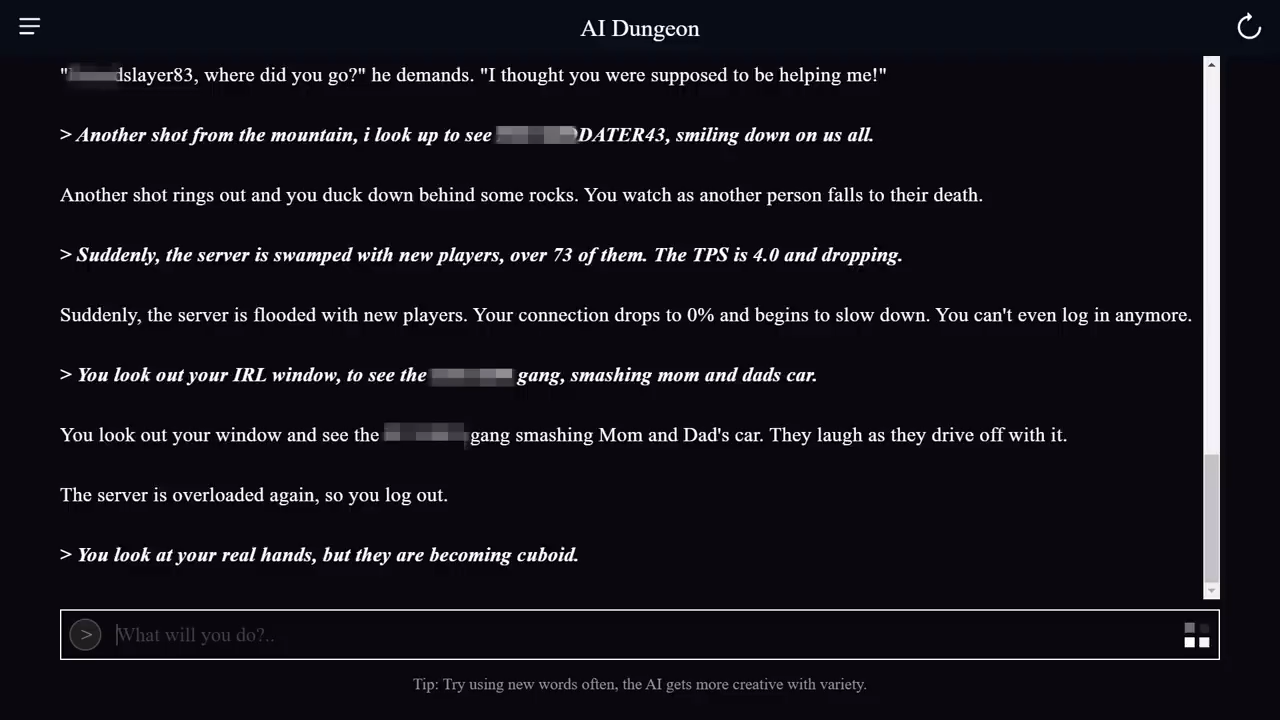 AI Dungeon
"dslayer83, where did you go?" he demands. "I thought you were supposed to be helping me!"
> Another shot from the mountain, i look up to see DATER43, smiling down on us all.
Another shot rings out and you duck down behind some rocks. You watch as another person falls to their death.
> Suddenly, the server is swamped with new players, over 73 of them. The TPS is 4.0 and dropping.
Suddenly, the server is flooded with new players. Your connection drops to 0% and begins to slow down. You can't even log in anymore.
> You look out your IRL window, to see the gang, smashing mom and dads car.
You look out your window and see the gang smashing Mom and Dad's car. They laugh as they drive off with it.
The server is overloaded again, so you log out.
> You look at your real hands, but they are becoming cuboid.
> What will you do?..
Tip: Try using new words often, the AI gets more creative with variety.